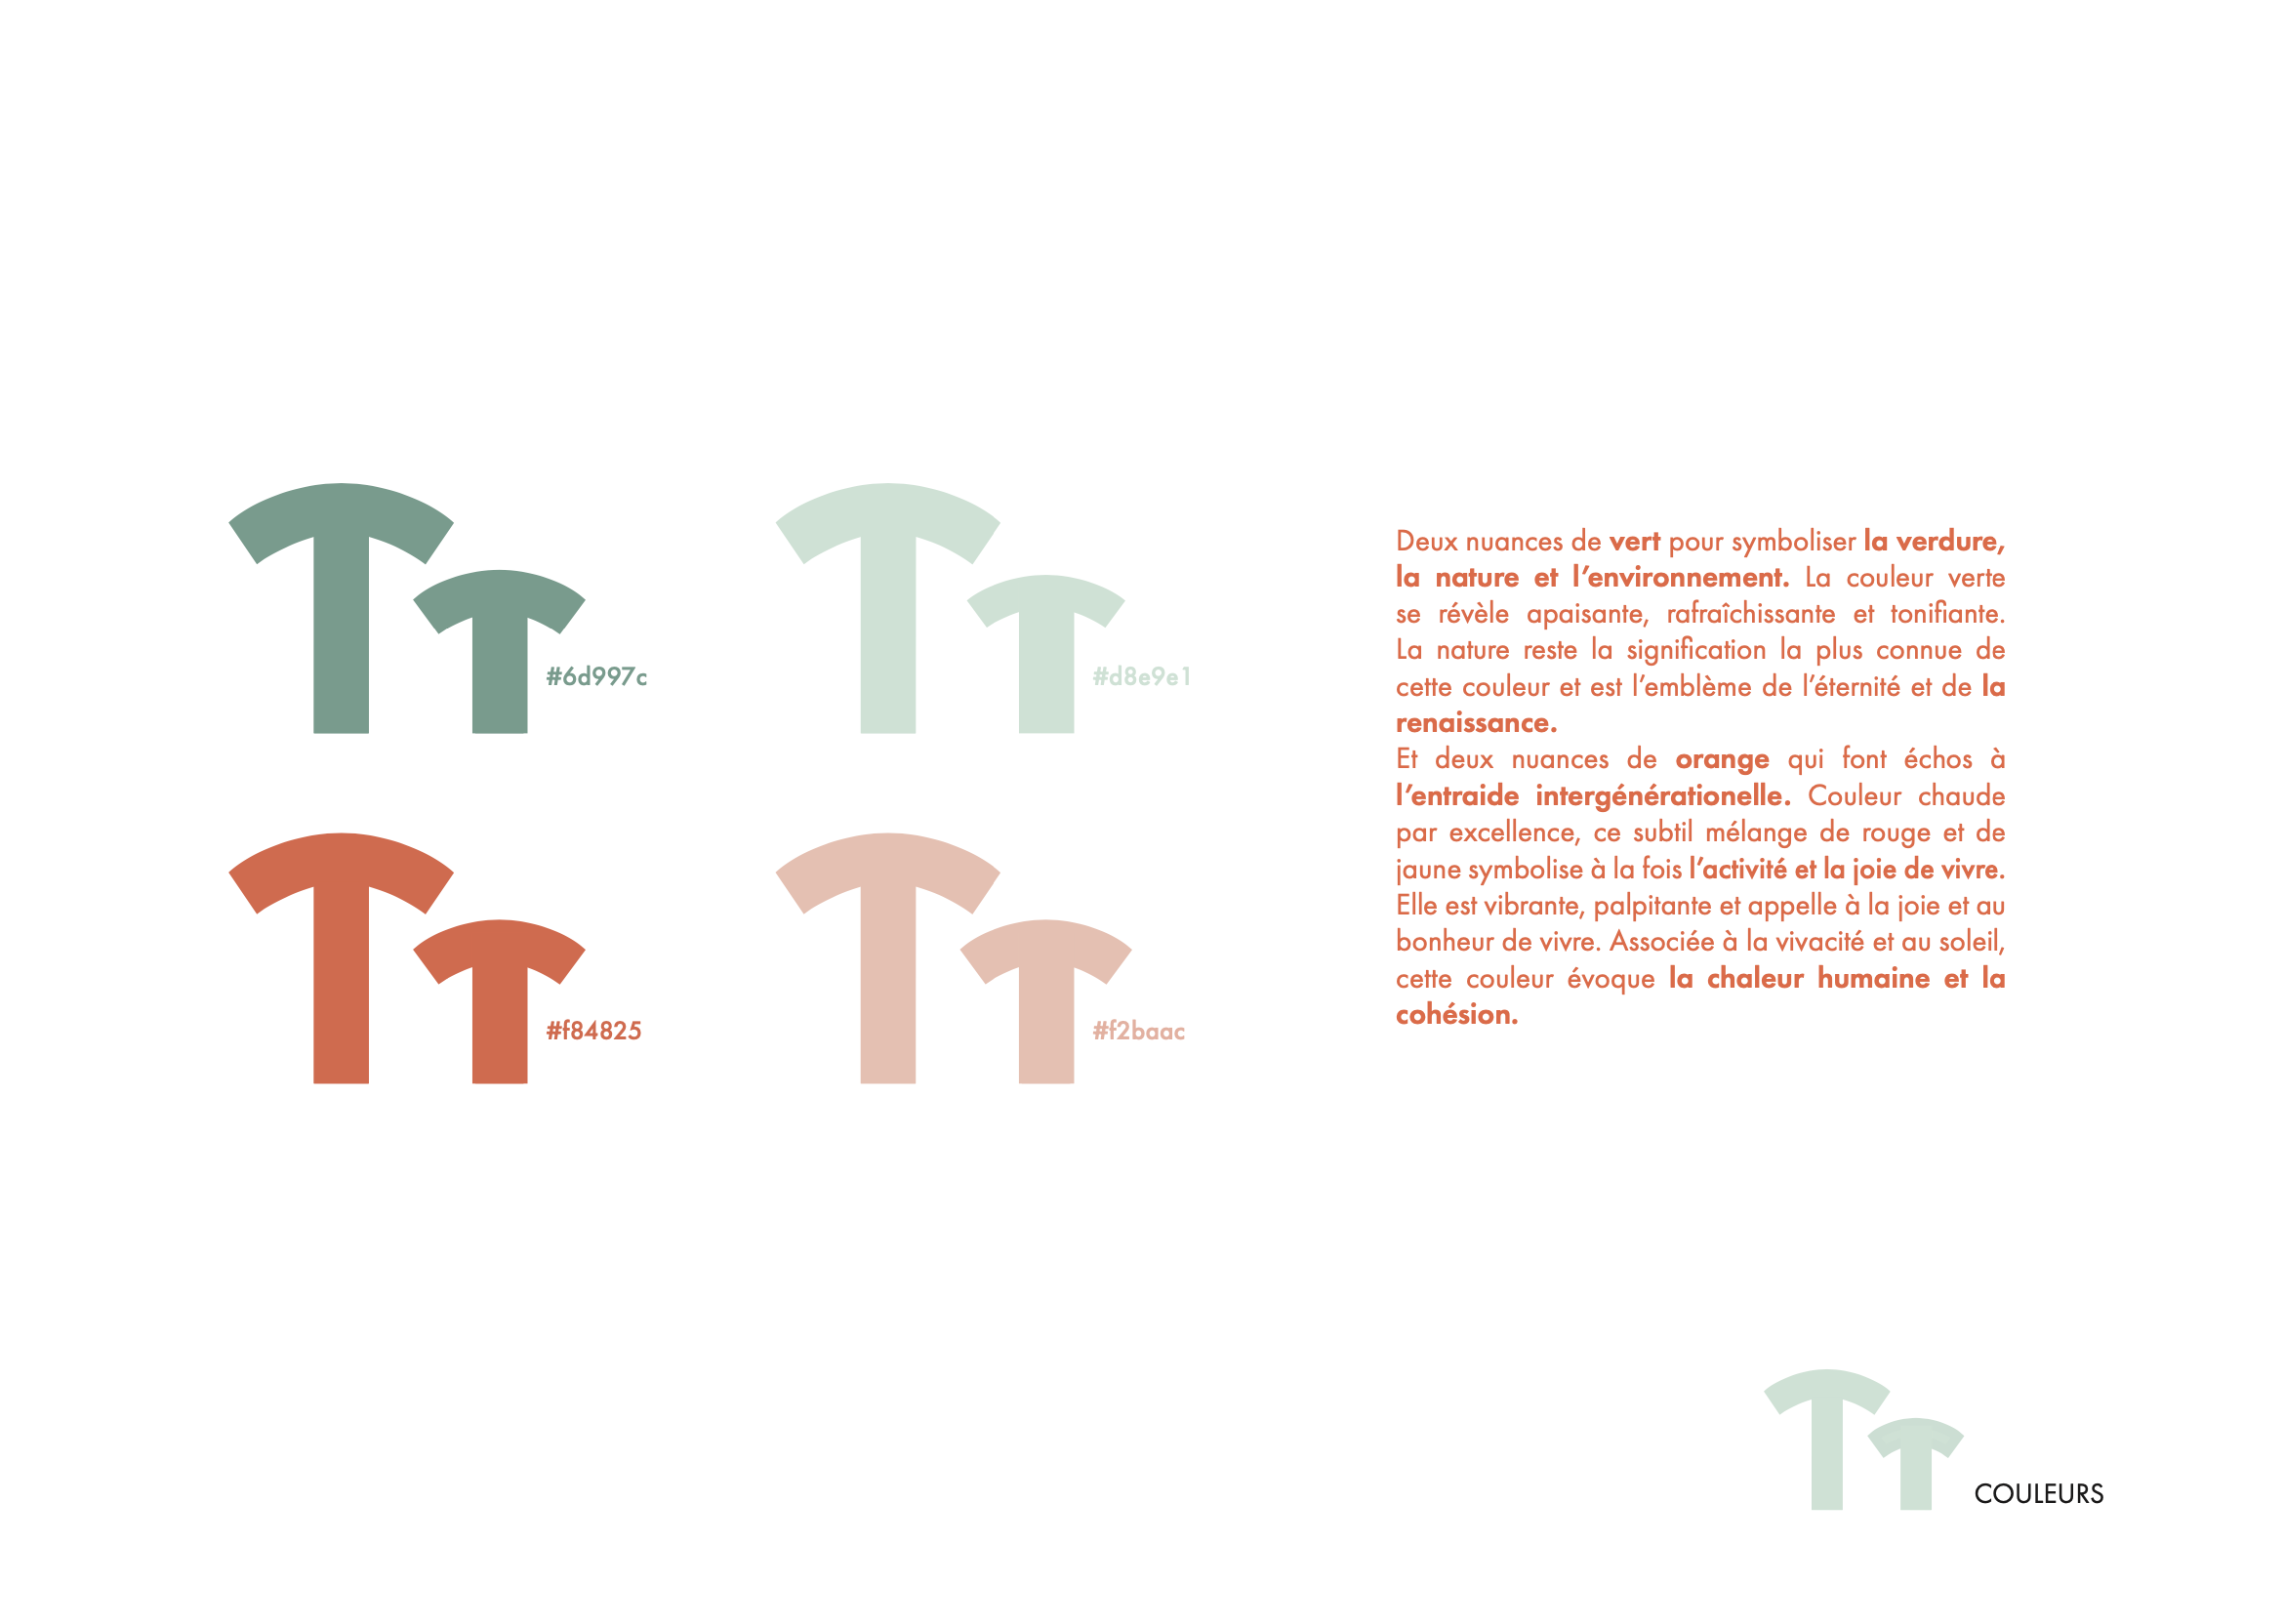 #6d997c
#d8e9e1
#f84825
#f2baac
Deux nuances de vert pour symboliser la verdure,
la nature et l’environnement. La couleur verte
se révèle apaisante, rafraîchissante et tonifiante.
La nature reste la signification la plus connue de
cette couleur et est l’emblème de l’éternité et de la
renaissance.
Et deux nuances de orange qui font échos à
l’entraide intergénérationelle. Couleur chaude
par excellence, ce subtil mélange de rouge et de
jaune symbolise à la fois l’activité et la joie de vivre.
Elle est vibrante, palpitante et appelle à la joie et au
bonheur de vivre. Associée à la vivacité et au soleil,
cette couleur évoque la chaleur humaine et la
cohésion.
COULEURS